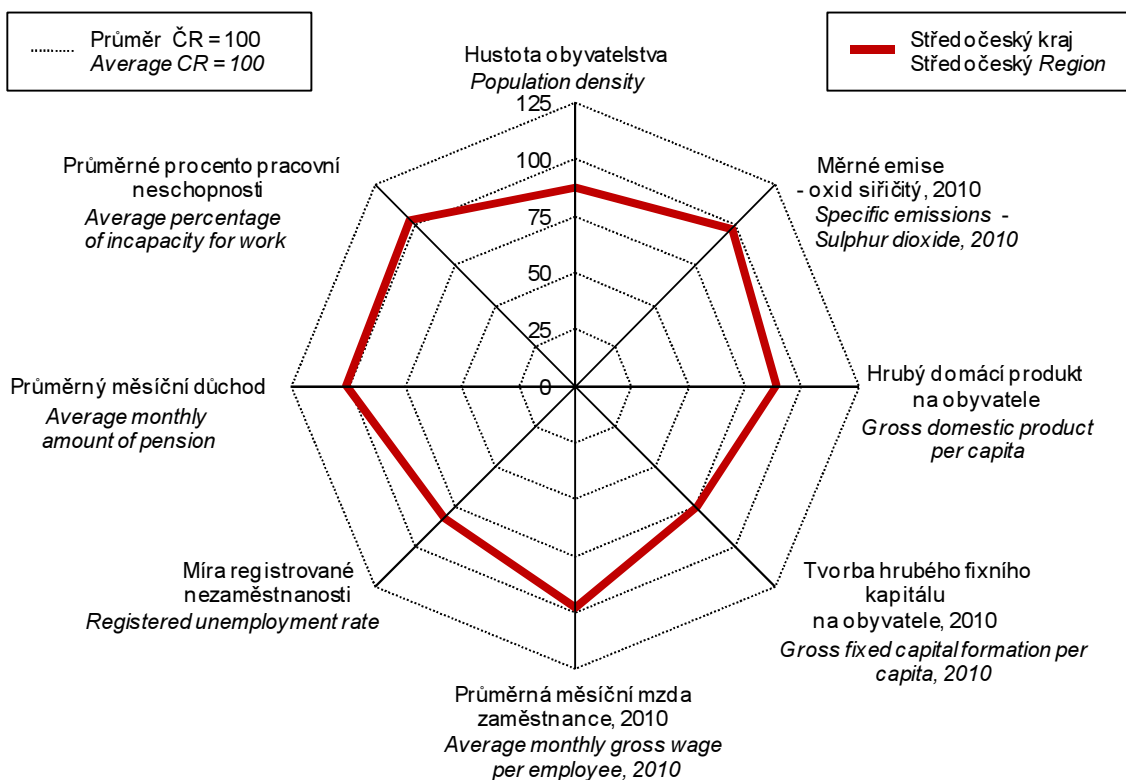 Průměr ČR = 100
Average CR = 100
Středočeský kraj
Středočeský Region
Hustota obyvatelstva
Population density
125
100
75
50
25
0
Měrné emise
- oxid siřičitý, 2010
Specific emissions -
Sulphur dioxide, 2010
Hrubý domácí produkt
na obyvatele
Gross domestic product
per capita
Tvorba hrubého fixního
kapitálu
na obyvatele, 2010
Gross fixed capital formation per
capita, 2010
Průměrná měsíční mzda
zaměstnance, 2010
Average monthly gross wage
per employee, 2010
Míra registrované
nezaměstnanosti
Registered unemployment rate
Průměrný měsíční důchod
Average monthly
amount of pension
Průměrné procento pracovní
neschopnosti
Average percentage
of incapacity for work